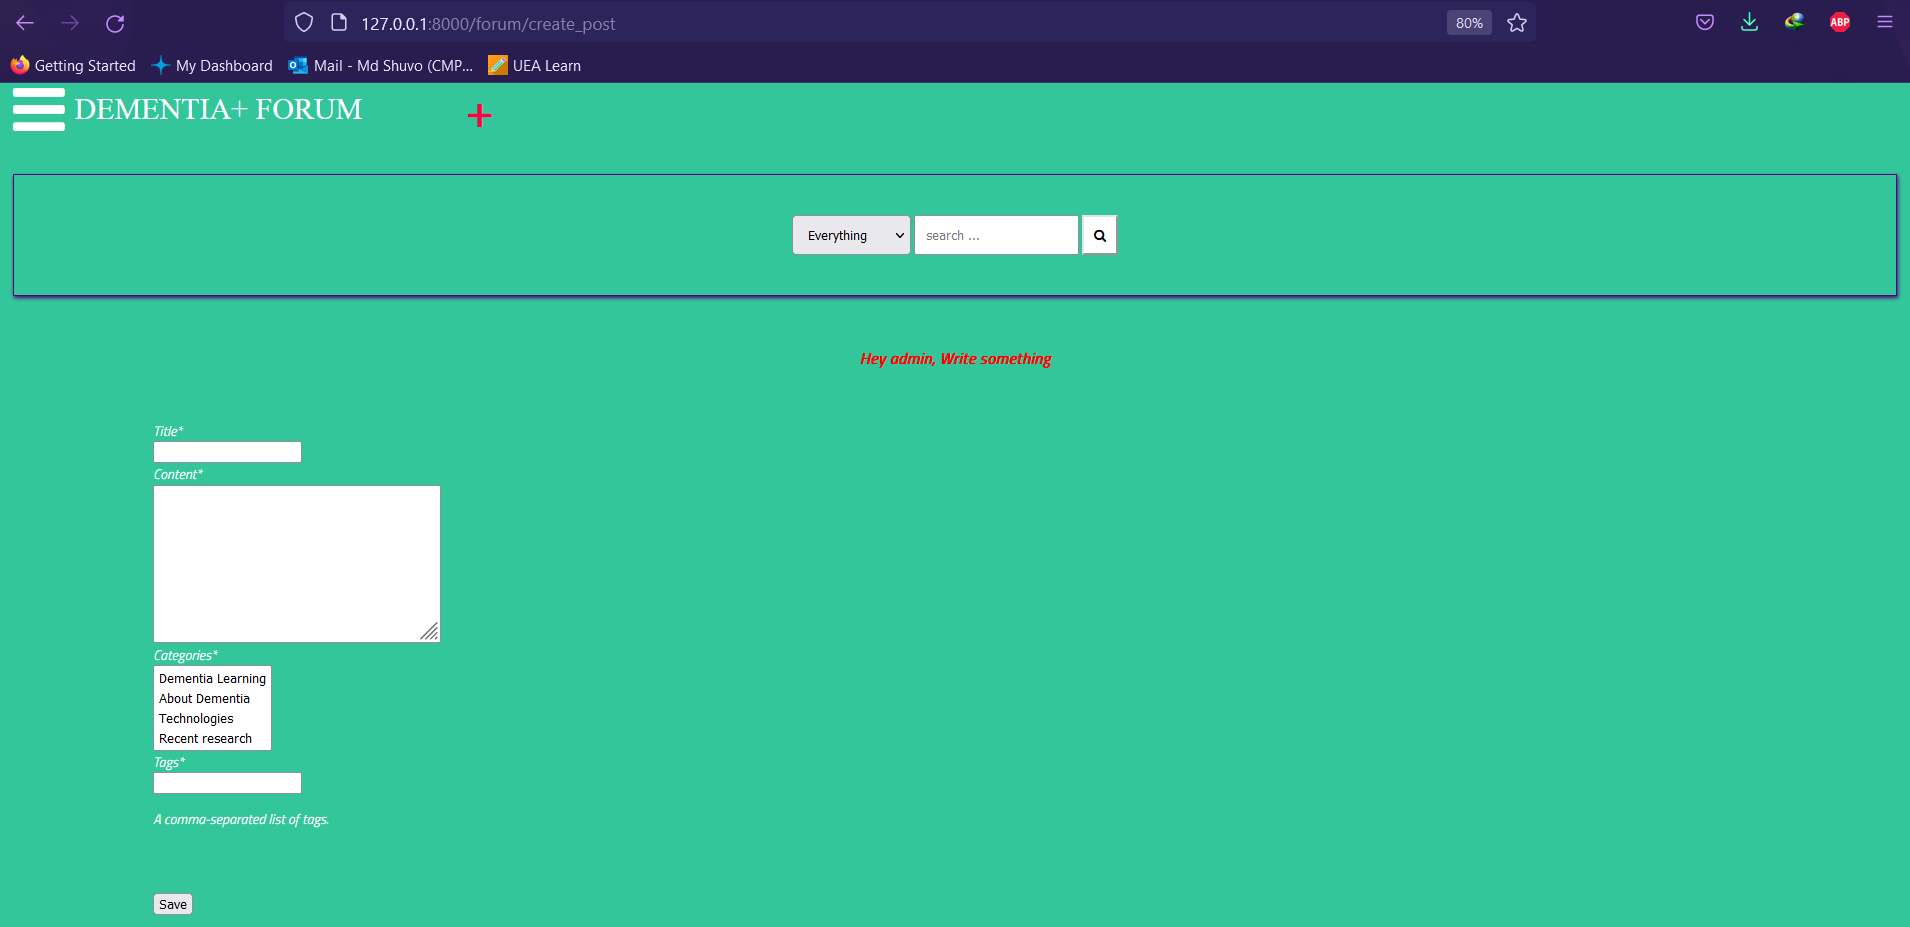 127.0.0.1:8000/forum/create_post 80% ABP
Getting Started My Dashboard Mail - Md Shuvo (CMP... UEA Learn
DEMENTIA+ FORUM +
Everything search ...
Hey admin, Write something
Title*
Content*
Categories*
Dementia Learning
About Dementia
Technologies
Recent research
Tags*
A comma-separated list of tags.
Save